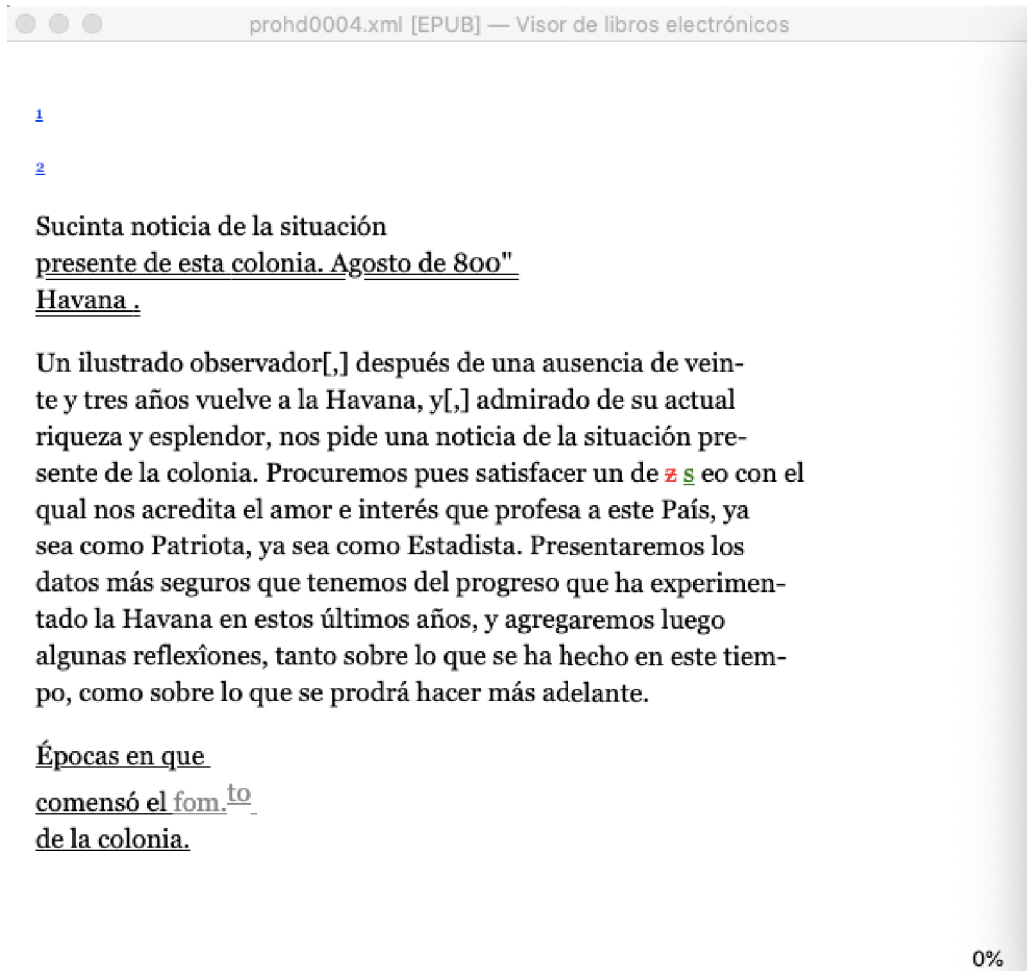 prohd0004.xml [EPUB] — Visor de libros electrónicos
1
2
Sucinta noticia de la situación
presente de esta colonia. Agosto de 800"
Havana .
Un ilustrado observador[,] después de una ausencia de vein-
te y tres años vuelve a la Havana, y[,] admirado de su actual
riqueza y esplendor, nos pide una noticia de la situación pre-
sente de la colonia. Procuremos pues satisfacer un de z s eo con el
qual nos acredita el amor e interés que profesa a este País, ya
sea como Patriota, ya sea como Estadista. Presentaremos los
datos más seguros que tenemos del progreso que ha experimen-
tado la Havana en estos últimos años, y agregaremos luego
algunas reflexîones, tanto sobre lo que se ha hecho en este tiem-
po, como sobre lo que se prodrá hacer más adelante.
Épocas en que
comensó el fom.to
de la colonia.
0%